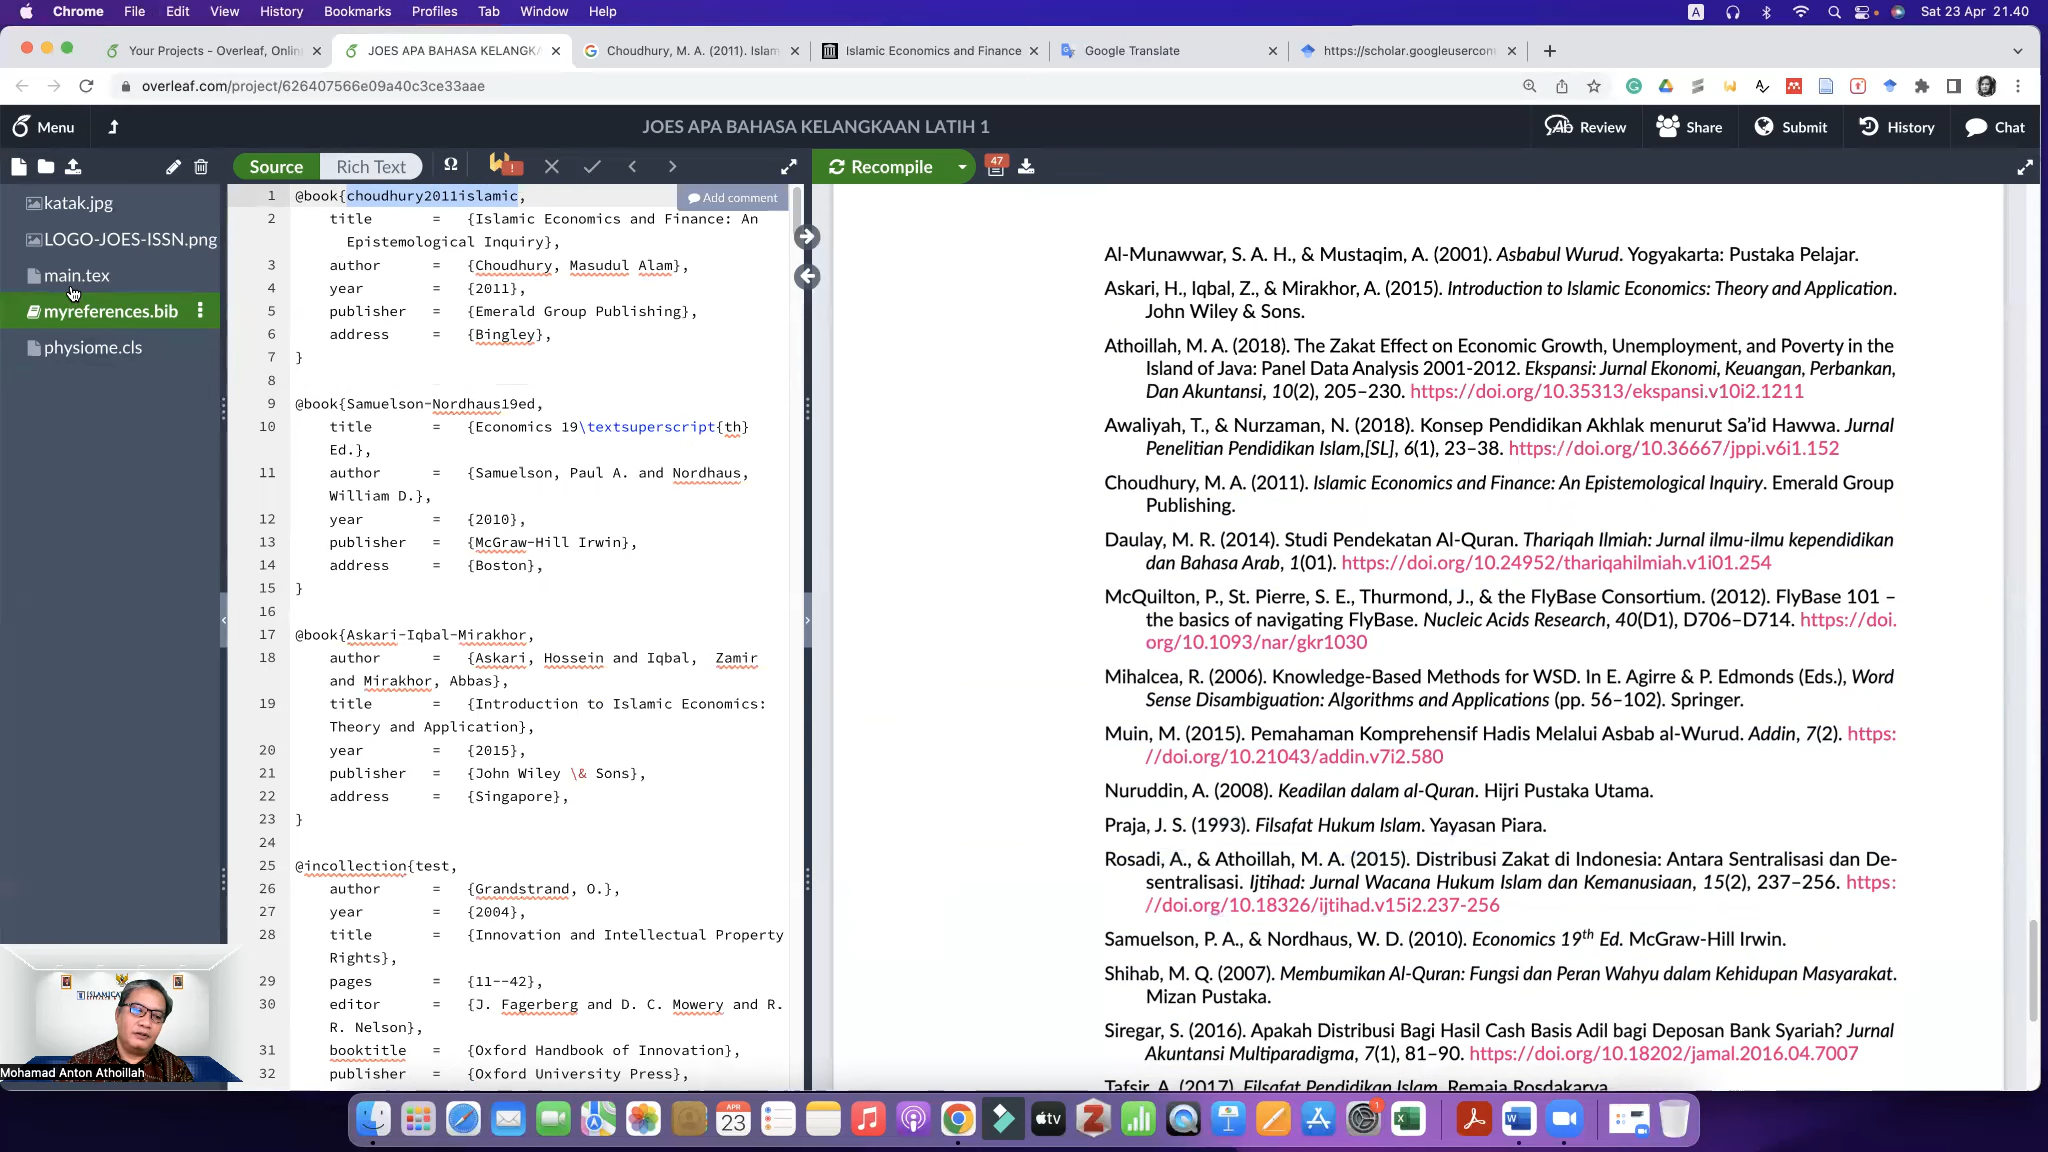 Chrome File Edit View History Bookmarks Profiles Tab Window Help
A Sat 23 Apr 21.40
Your Projects - Overleaf, Onlin
JOES APA BAHASA KELANGKA
Choudhury, M. A. (2011). Islam
Islamic Economics and Finance
Google Translate
https://scholar.googleusercon
overleaf.com/project/626407566e09a40c3ce33aae
Menu
JOES APA BAHASA KELANGKAAN LATIH 1
Review Share Submit History Chat
Source Rich Text Ω
Recompile 47
katak.jpg
LOGO-JOES-ISSN.png
main.tex
myreferences.bib
physiome.cls
Add comment
1 @book{choudhury2011islamic,
2 title = {Islamic Economics and Finance: An
Epistemological Inquiry},
3 author = {Choudhury, Masudul Alam},
4 year = {2011},
5 publisher = {Emerald Group Publishing},
6 address = {Bingley},
7 }
8
9 @book{Samuelson-Nordhaus19ed,
10 title = {Economics 19\textsuperscript{th}
Ed.},
11 author = {Samuelson, Paul A. and Nordhaus,
William D.},
12 year = {2010},
13 publisher = {McGraw-Hill Irwin},
14 address = {Boston},
15 }
16
17 @book{Askari-Iqbal-Mirakhor,
18 author = {Askari, Hossein and Iqbal, Zamir
and Mirakhor, Abbas},
19 title = {Introduction to Islamic Economics:
Theory and Application},
20 year = {2015},
21 publisher = {John Wiley \& Sons},
22 address = {Singapore},
23 }
24
25 @incollection{test,
26 author = {Grandstrand, O.},
27 year = {2004},
28 title = {Innovation and Intellectual Property
Rights},
29 pages = {11--42},
30 editor = {J. Fagerberg and D. C. Mowery and R.
R. Nelson},
31 booktitle = {Oxford Handbook of Innovation},
32 publisher = {Oxford University Press},
Al-Munawwar, S. A. H., & Mustaqim, A. (2001). Asbabul Wurud. Yogyakarta: Pustaka Pelajar.
Askari, H., Iqbal, Z., & Mirakhor, A. (2015). Introduction to Islamic Economics: Theory and Application.
John Wiley & Sons.
Athoillah, M. A. (2018). The Zakat Effect on Economic Growth, Unemployment, and Poverty in the
Island of Java: Panel Data Analysis 2001-2012. Ekspansi: Jurnal Ekonomi, Keuangan, Perbankan,
Dan Akuntansi, 10(2), 205–230. https://doi.org/10.35313/ekspansi.v10i2.1211
Awaliyah, T., & Nurzaman, N. (2018). Konsep Pendidikan Akhlak menurut Sa'id Hawwa. Jurnal
Penelitian Pendidikan Islam,[SL], 6(1), 23–38. https://doi.org/10.36667/jppi.v6i1.152
Choudhury, M. A. (2011). Islamic Economics and Finance: An Epistemological Inquiry. Emerald Group
Publishing.
Daulay, M. R. (2014). Studi Pendekatan Al-Quran. Thariqah Ilmiah: Jurnal ilmu-ilmu kependidikan
dan Bahasa Arab, 1(01). https://doi.org/10.24952/thariqahilmiah.v1i01.254
McQuilton, P., St. Pierre, S. E., Thurmond, J., & the FlyBase Consortium. (2012). FlyBase 101 –
the basics of navigating FlyBase. Nucleic Acids Research, 40(D1), D706–D714. https://doi.
org/10.1093/nar/gkr1030
Mihalcea, R. (2006). Knowledge-Based Methods for WSD. In E. Agirre & P. Edmonds (Eds.), Word
Sense Disambiguation: Algorithms and Applications (pp. 56–102). Springer.
Muin, M. (2015). Pemahaman Komprehensif Hadis Melalui Asbab al-Wurud. Addin, 7(2). https:
//doi.org/10.21043/addin.v7i2.580
Nuruddin, A. (2008). Keadilan dalam al-Quran. Hijri Pustaka Utama.
Praja, J. S. (1993). Filsafat Hukum Islam. Yayasan Piara.
Rosadi, A., & Athoillah, M. A. (2015). Distribusi Zakat di Indonesia: Antara Sentralisasi dan De-
sentralisasi. Ijtihad: Jurnal Wacana Hukum Islam dan Kemanusiaan, 15(2), 237–256. https:
//doi.org/10.18326/ijtihad.v15i2.237-256
Samuelson, P. A., & Nordhaus, W. D. (2010). Economics 19th Ed. McGraw-Hill Irwin.
Shihab, M. Q. (2007). Membumikan Al-Quran: Fungsi dan Peran Wahyu dalam Kehidupan Masyarakat.
Mizan Pustaka.
Siregar, S. (2016). Apakah Distribusi Bagi Hasil Cash Basis Adil bagi Deposan Bank Syariah? Jurnal
Akuntansi Multiparadigma, 7(1), 81–90. https://doi.org/10.18202/jamal.2016.04.7007
Tafsir, A. (2017). Filsafat Pendidikan Islam. Remaja Rosdakarya.
Mohamad Anton Athoillah
APR
23
tv
1